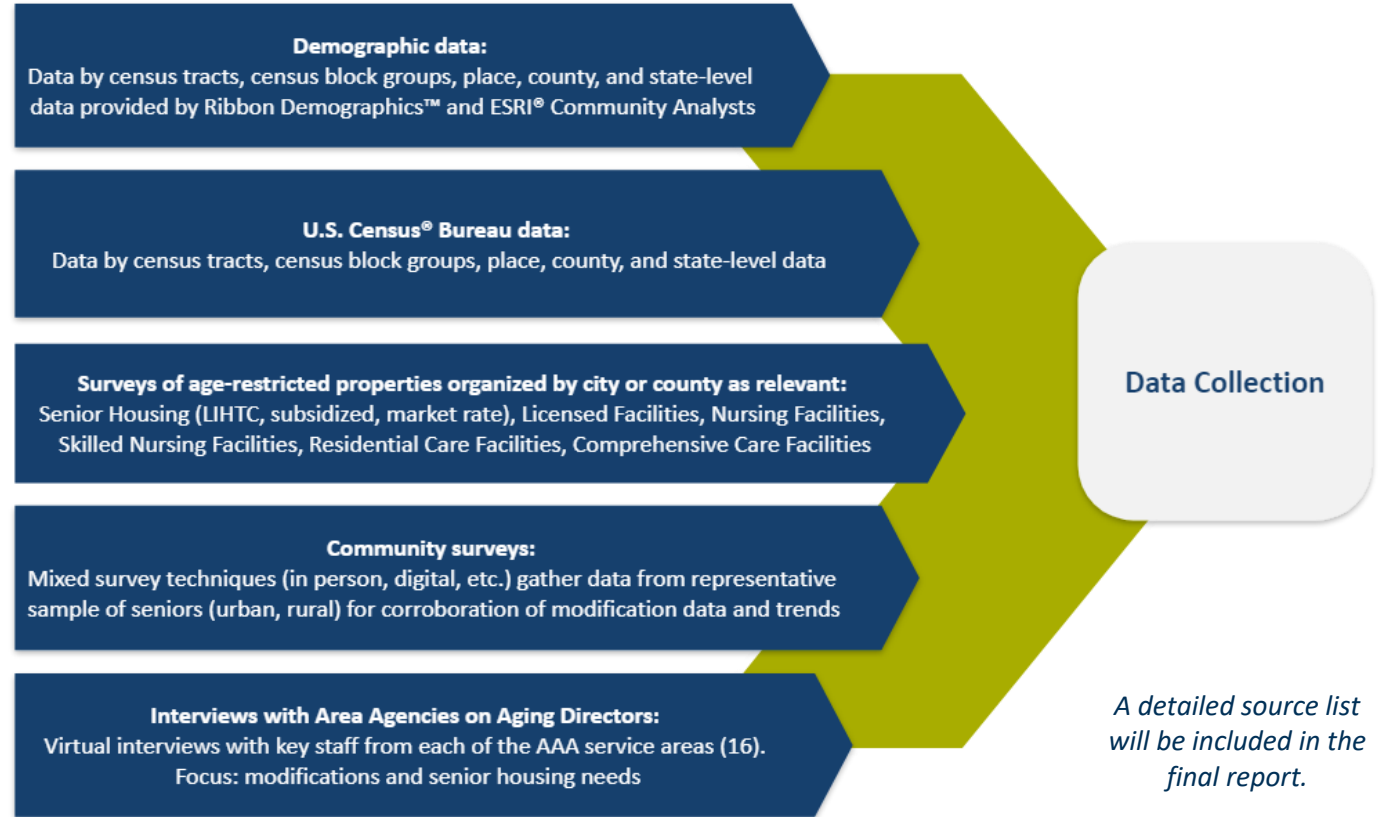 Demographic data:
Data by census tracts, census block groups, place, county, and state-level
data provided by Ribbon Demographics™ and ESRI® Community Analysts
U.S. Census® Bureau data:
Data by census tracts, census block groups, place, county, and state-level data
Surveys of age-restricted properties organized by city or county as relevant:
Senior Housing (LIHTC, subsidized, market rate), Licensed Facilities, Nursing Facilities,
Skilled Nursing Facilities, Residential Care Facilities, Comprehensive Care Facilities
Community surveys:
Mixed survey techniques (in person, digital, etc.) gather data from representative
sample of seniors (urban, rural) for corroboration of modification data and trends
Interviews with Area Agencies on Aging Directors:
Virtual interviews with key staff from each of the AAA service areas (16).
Focus: modifications and senior housing needs
Data Collection
A detailed source list
will be included in the
final report.